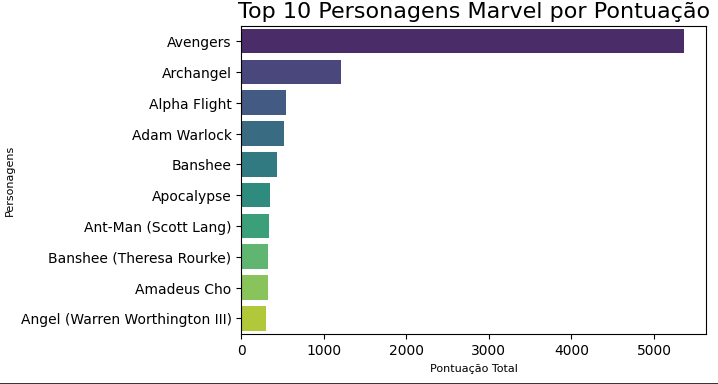 Top 10 Personagens Marvel por Pontuação
Avengers
Archangel
Alpha Flight
Adam Warlock
Banshee
Apocalypse
Ant-Man (Scott Lang)
Banshee (Theresa Rourke)
Amadeus Cho
Angel (Warren Worthington III)
Personagens
0 1000 2000 3000 4000 5000
Pontuação Total